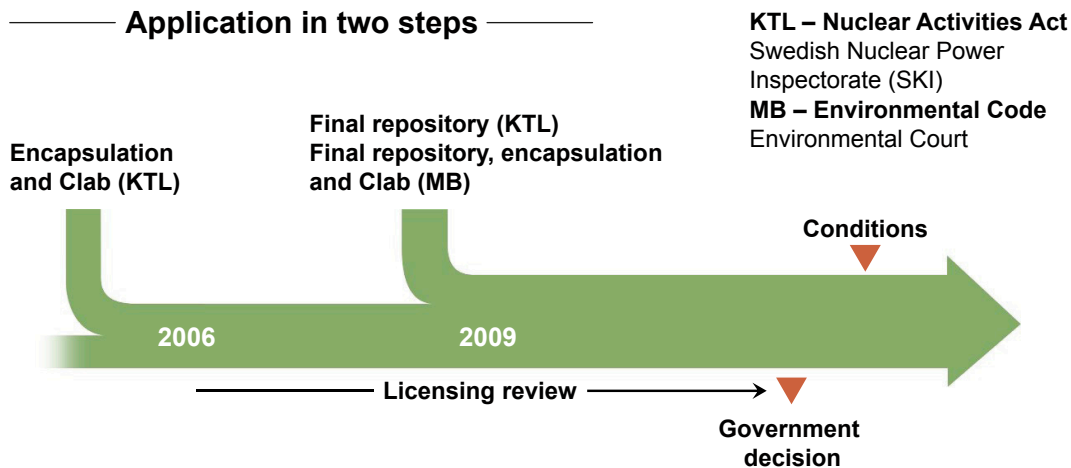 Application in two steps
KTL – Nuclear Activities Act
Swedish Nuclear Power
Inspectorate (SKI)
MB – Environmental Code
Environmental Court
Encapsulation
and Clab (KTL)
Final repository (KTL)
Final repository, encapsulation
and Clab (MB)
Conditions
2006
2009
Licensing review
Government
decision